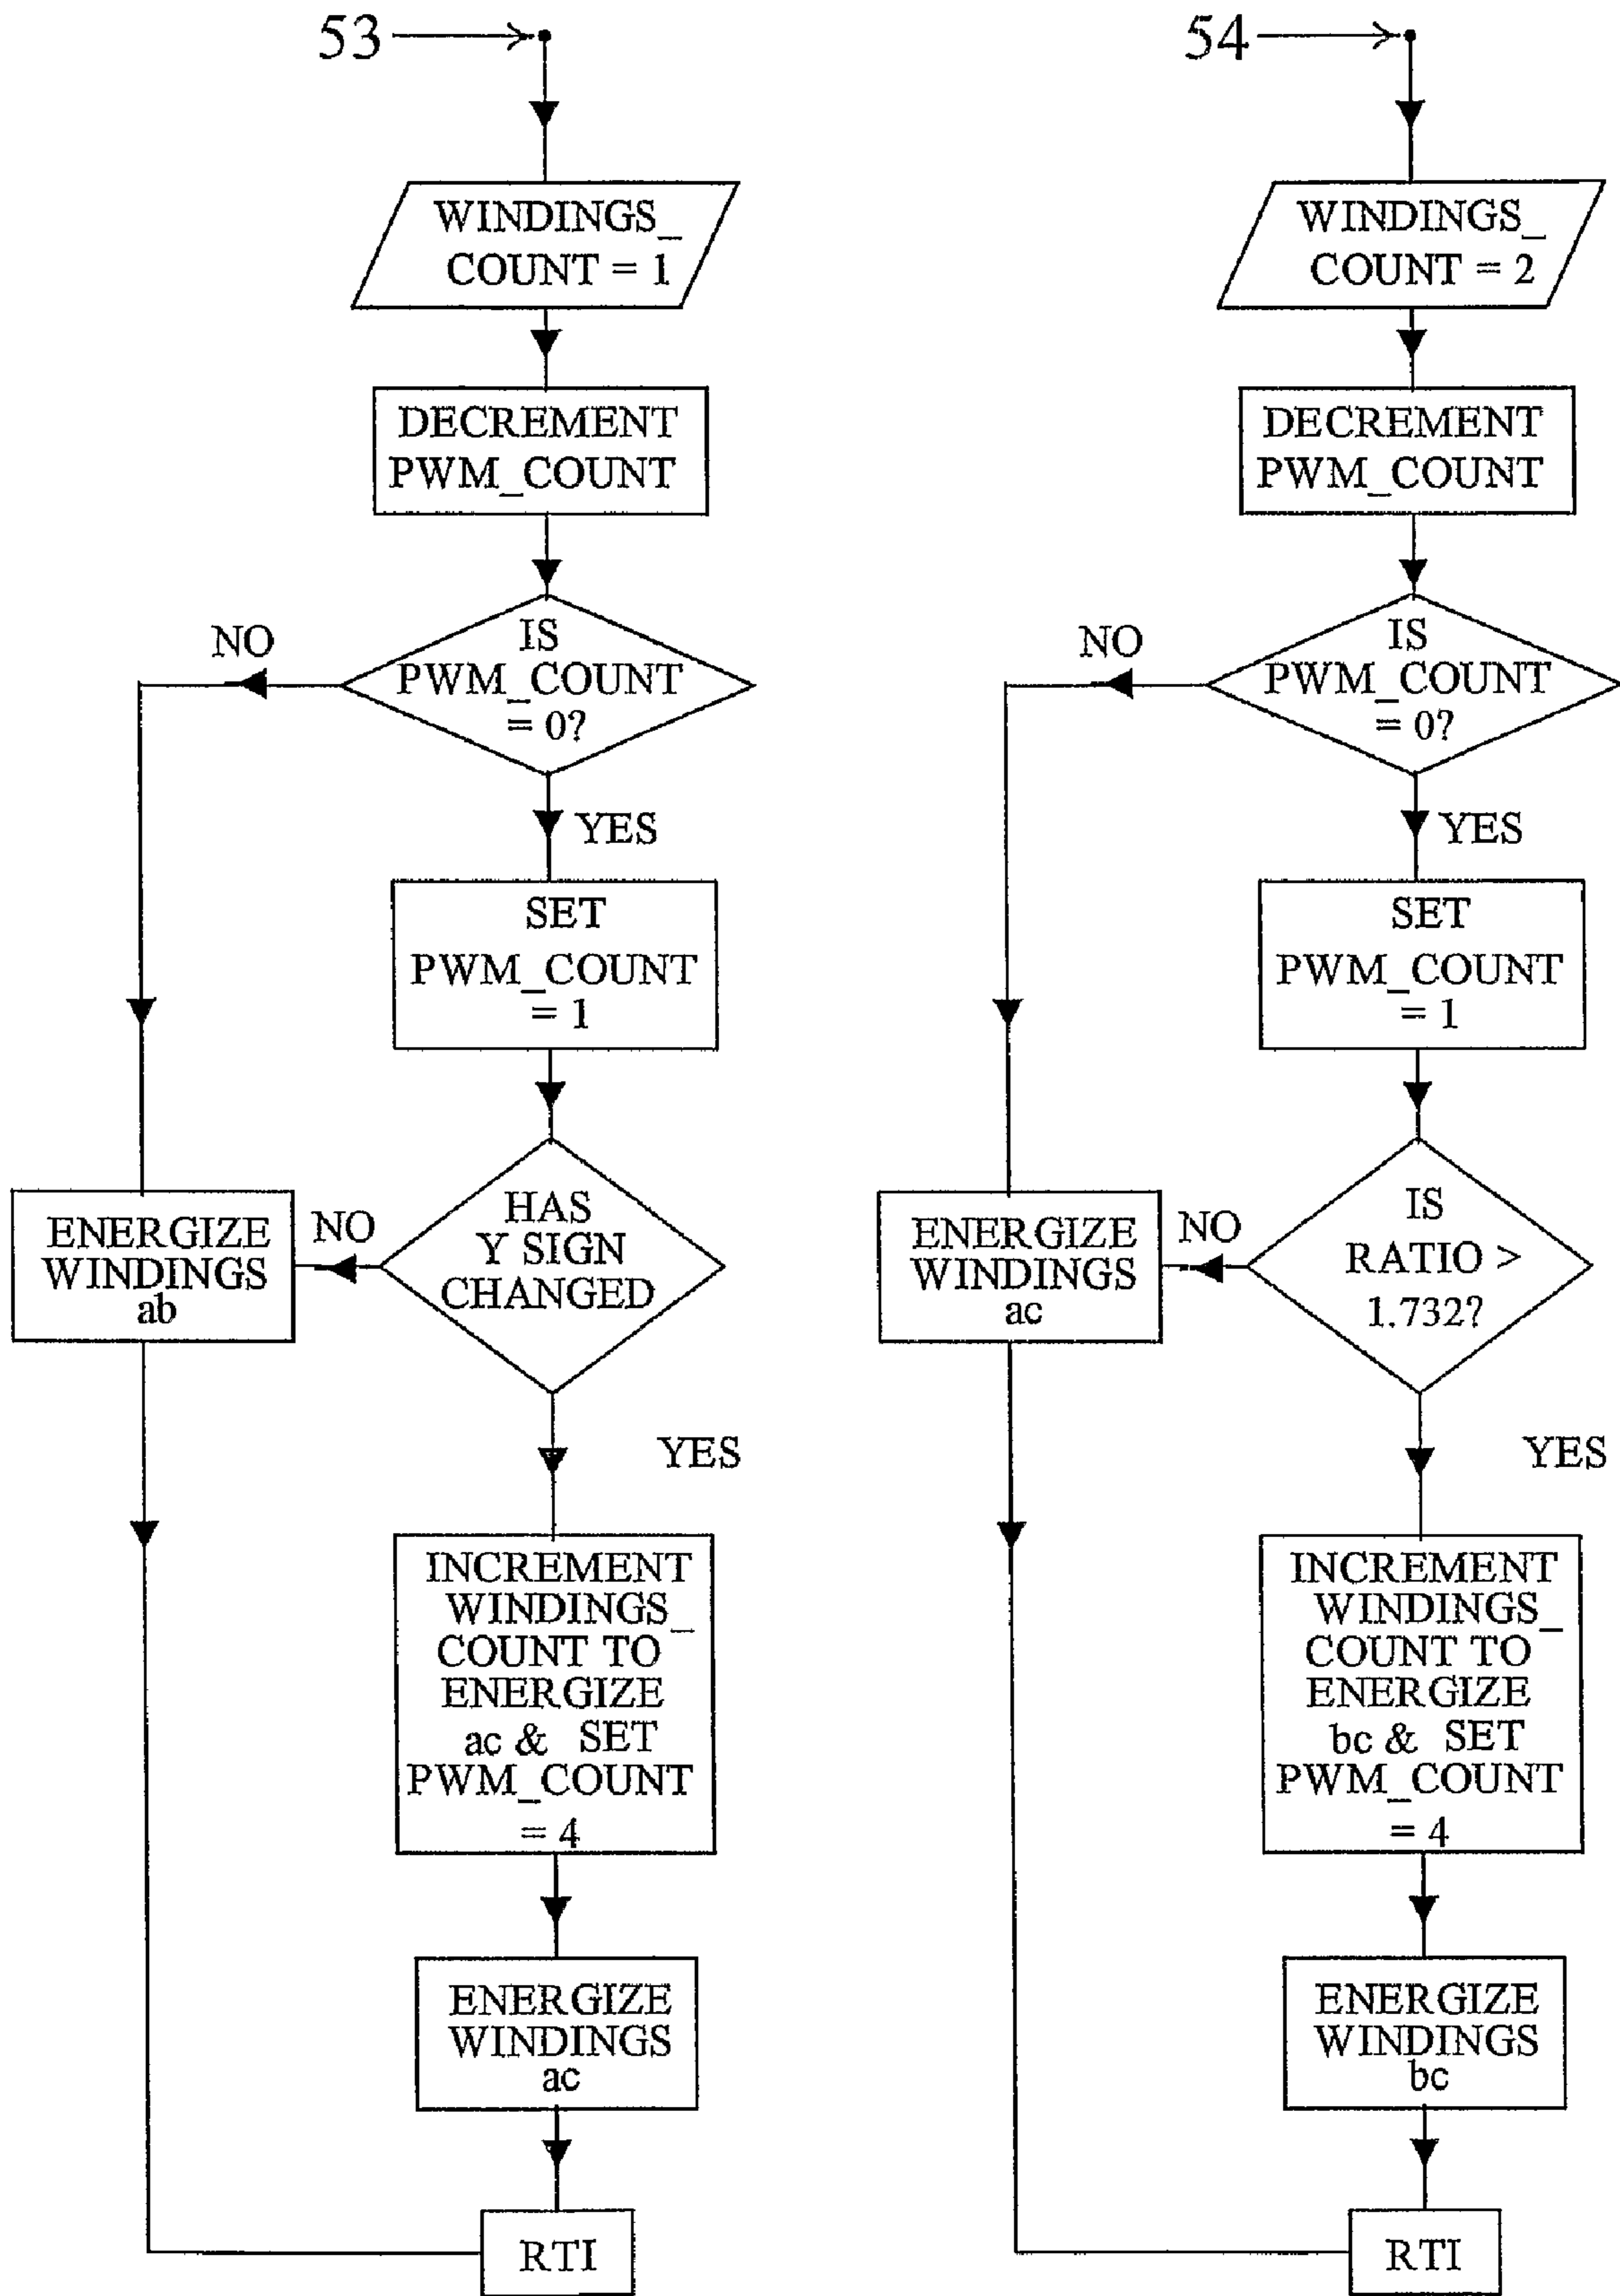 53
WINDINGS_
COUNT = 1
DECREMENT
PWM_COUNT
IS
PWM_COUNT
= 0?
NO
YES
SET
PWM_COUNT
= 1
HAS
Y SIGN
CHANGED
NO
ENERGIZE
WINDINGS
ab
YES
INCREMENT
WINDINGS_
COUNT TO
ENERGIZE
ac & SET
PWM_COUNT
= 4
ENERGIZE
WINDINGS
ac
RTI
54
WINDINGS_
COUNT = 2
DECREMENT
PWM_COUNT
IS
PWM_COUNT
= 0?
NO
YES
SET
PWM_COUNT
= 1
IS
RATIO >
1.732?
NO
ENERGIZE
WINDINGS
ac
YES
INCREMENT
WINDINGS_
COUNT TO
ENERGIZE
bc & SET
PWM_COUNT
= 4
ENERGIZE
WINDINGS
bc
RTI